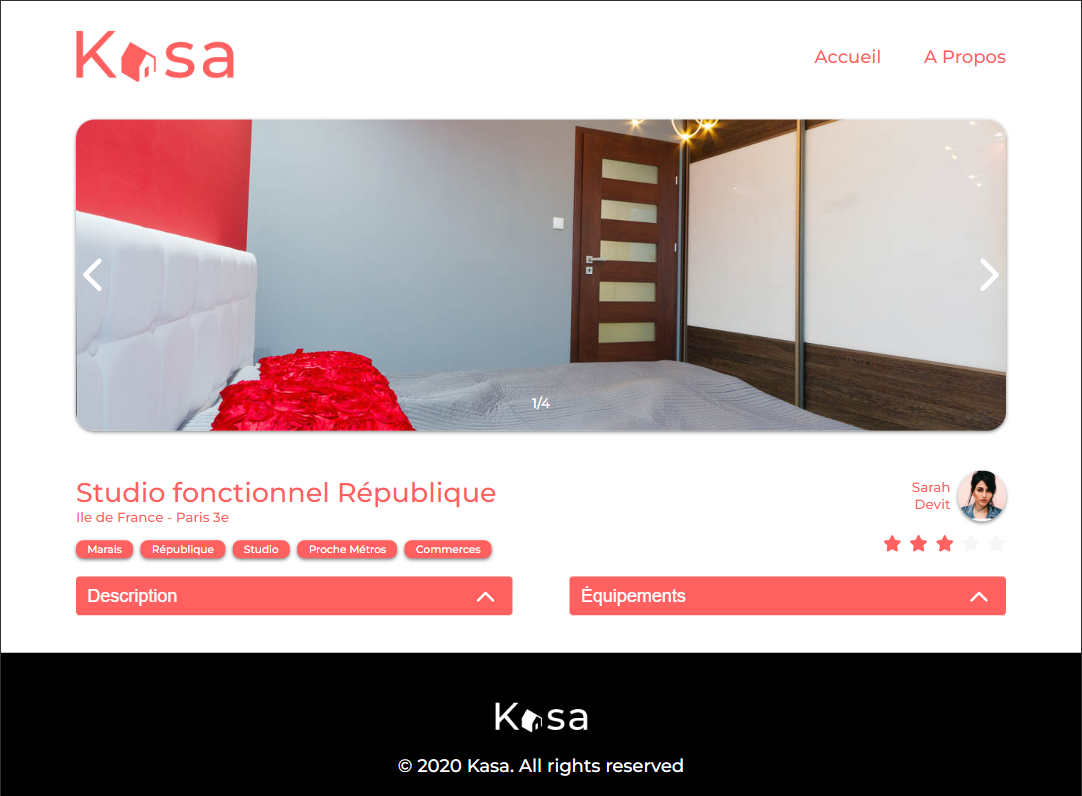 Kasa
Accueil
A Propos
1/4
Studio fonctionnel République
Ile de France - Paris 3e
Sarah
Devit
Marais
République
Studio
Proche Métros
Commerces
Description
Équipements
Kasa
© 2020 Kasa. All rights reserved